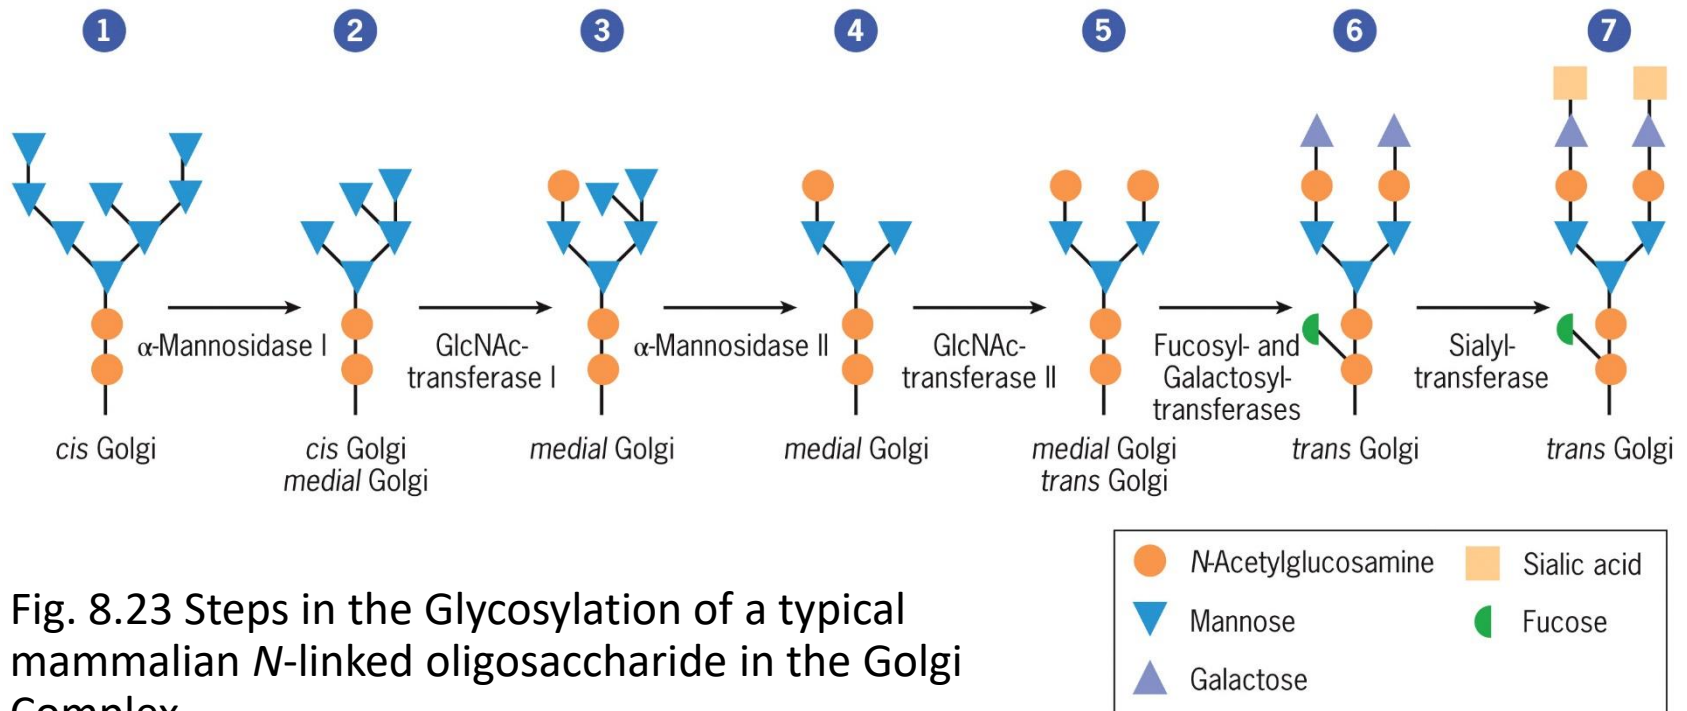 1 2 3 4 5 6 7
α-Mannosidase I
GlcNAc-
transferase I
α-Mannosidase II
GlcNAc-
transferase II
Fucosyl- and
Galactosyl-
transferases
Sialyl-
transferase
cis Golgi
cis Golgi
medial Golgi
medial Golgi
medial Golgi
medial Golgi
trans Golgi
trans Golgi
trans Golgi
N-Acetylglucosamine
Mannose
Galactose
Sialic acid
Fucose
Fig. 8.23 Steps in the Glycosylation of a typical
mammalian N-linked oligosaccharide in the Golgi
Complex